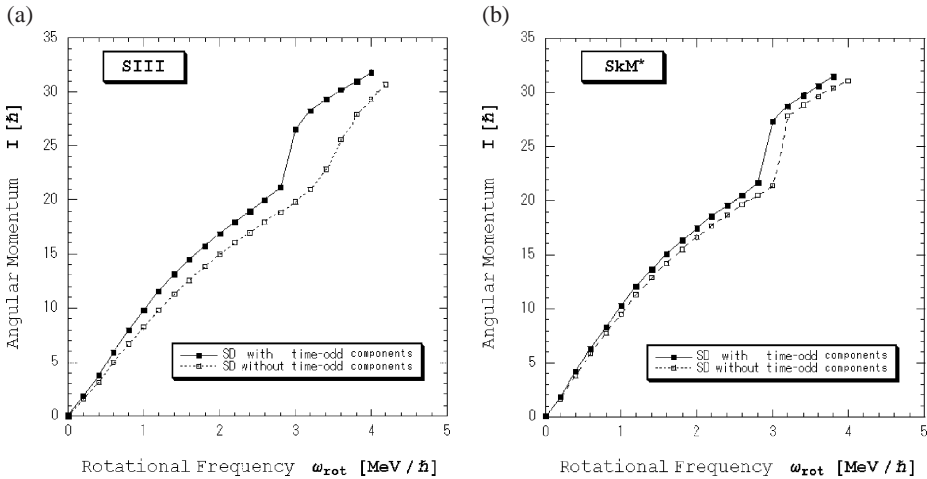 (a)
SIII
Angular Momentum I [ℏ]
35
30
25
20
15
10
5
0
SD with time-odd components
SD without time-odd components
0 1 2 3 4 5
Rotational Frequency ω_rot [MeV / ℏ]
(b)
SkM*
Angular Momentum I [ℏ]
35
30
25
20
15
10
5
0
SD with time-odd components
SD without time-odd components
0 1 2 3 4 5
Rotational Frequency ω_rot [MeV / ℏ]